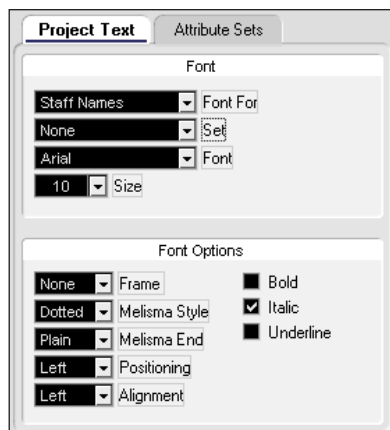 Project Text Attribute Sets
Font
Staff Names Font For
None Set
Arial Font
10 Size
Font Options
None Frame Bold
Dotted Melisma Style Italic
Plain Melisma End Underline
Left Positioning
Left Alignment